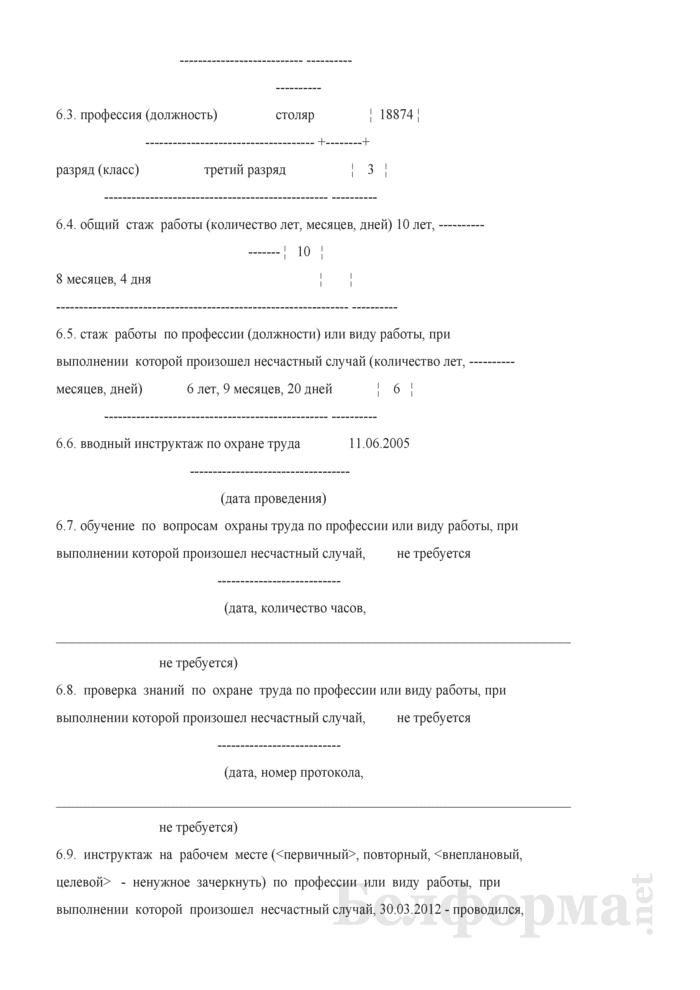 --------------------------- ----------
----------
6.3. профессия (должность) столяр ¦ 18874 ¦
------------------------------------- +--------+
разряд (класс) третий разряд ¦ 3 ¦
------------------------------------------------- ----------
6.4. общий стаж работы (количество лет, месяцев, дней) 10 лет, ----------
------- ¦ 10 ¦
8 месяцев, 4 дня ¦ ¦
---------------------------------------------------------------- ----------
6.5. стаж работы по профессии (должности) или виду работы, при
выполнении которой произошел несчастный случай (количество лет, ----------
месяцев, дней) 6 лет, 9 месяцев, 20 дней ¦ 6 ¦
------------------------------------------------- ----------
6.6. вводный инструктаж по охране труда 11.06.2005
-----------------------------------
(дата проведения)
6.7. обучение по вопросам охраны труда по профессии или виду работы, при
выполнении которой произошел несчастный случай, не требуется
---------------------------
(дата, количество часов,
___________________________________________________________________________
не требуется)
6.8. проверка знаний по охране труда по профессии или виду работы, при
выполнении которой произошел несчастный случай, не требуется
---------------------------
(дата, номер протокола,
___________________________________________________________________________
не требуется)
6.9. инструктаж на рабочем месте (<первичный>, повторный, <внеплановый,
целевой> - ненужное зачеркнуть) по профессии или виду работы, при
выполнении которой произошел несчастный случай, 30.03.2012 - проводился,
Белформа.net